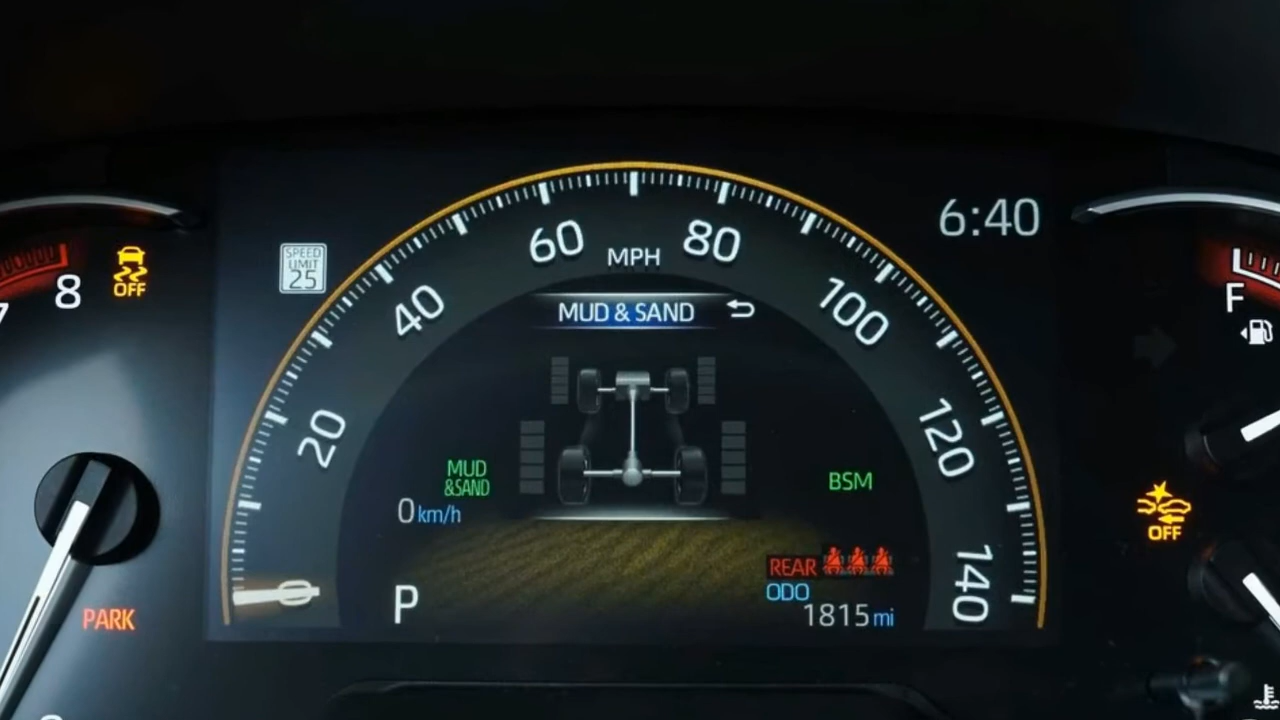 6:40
SPEED
LIMIT
25
60
MPH
80
8
OFF
F
40
MUD & SAND
100
20
120
MUD
&SAND
BSM
0 km/h
OFF
REAR
ODO
1815 mi
P
140
PARK